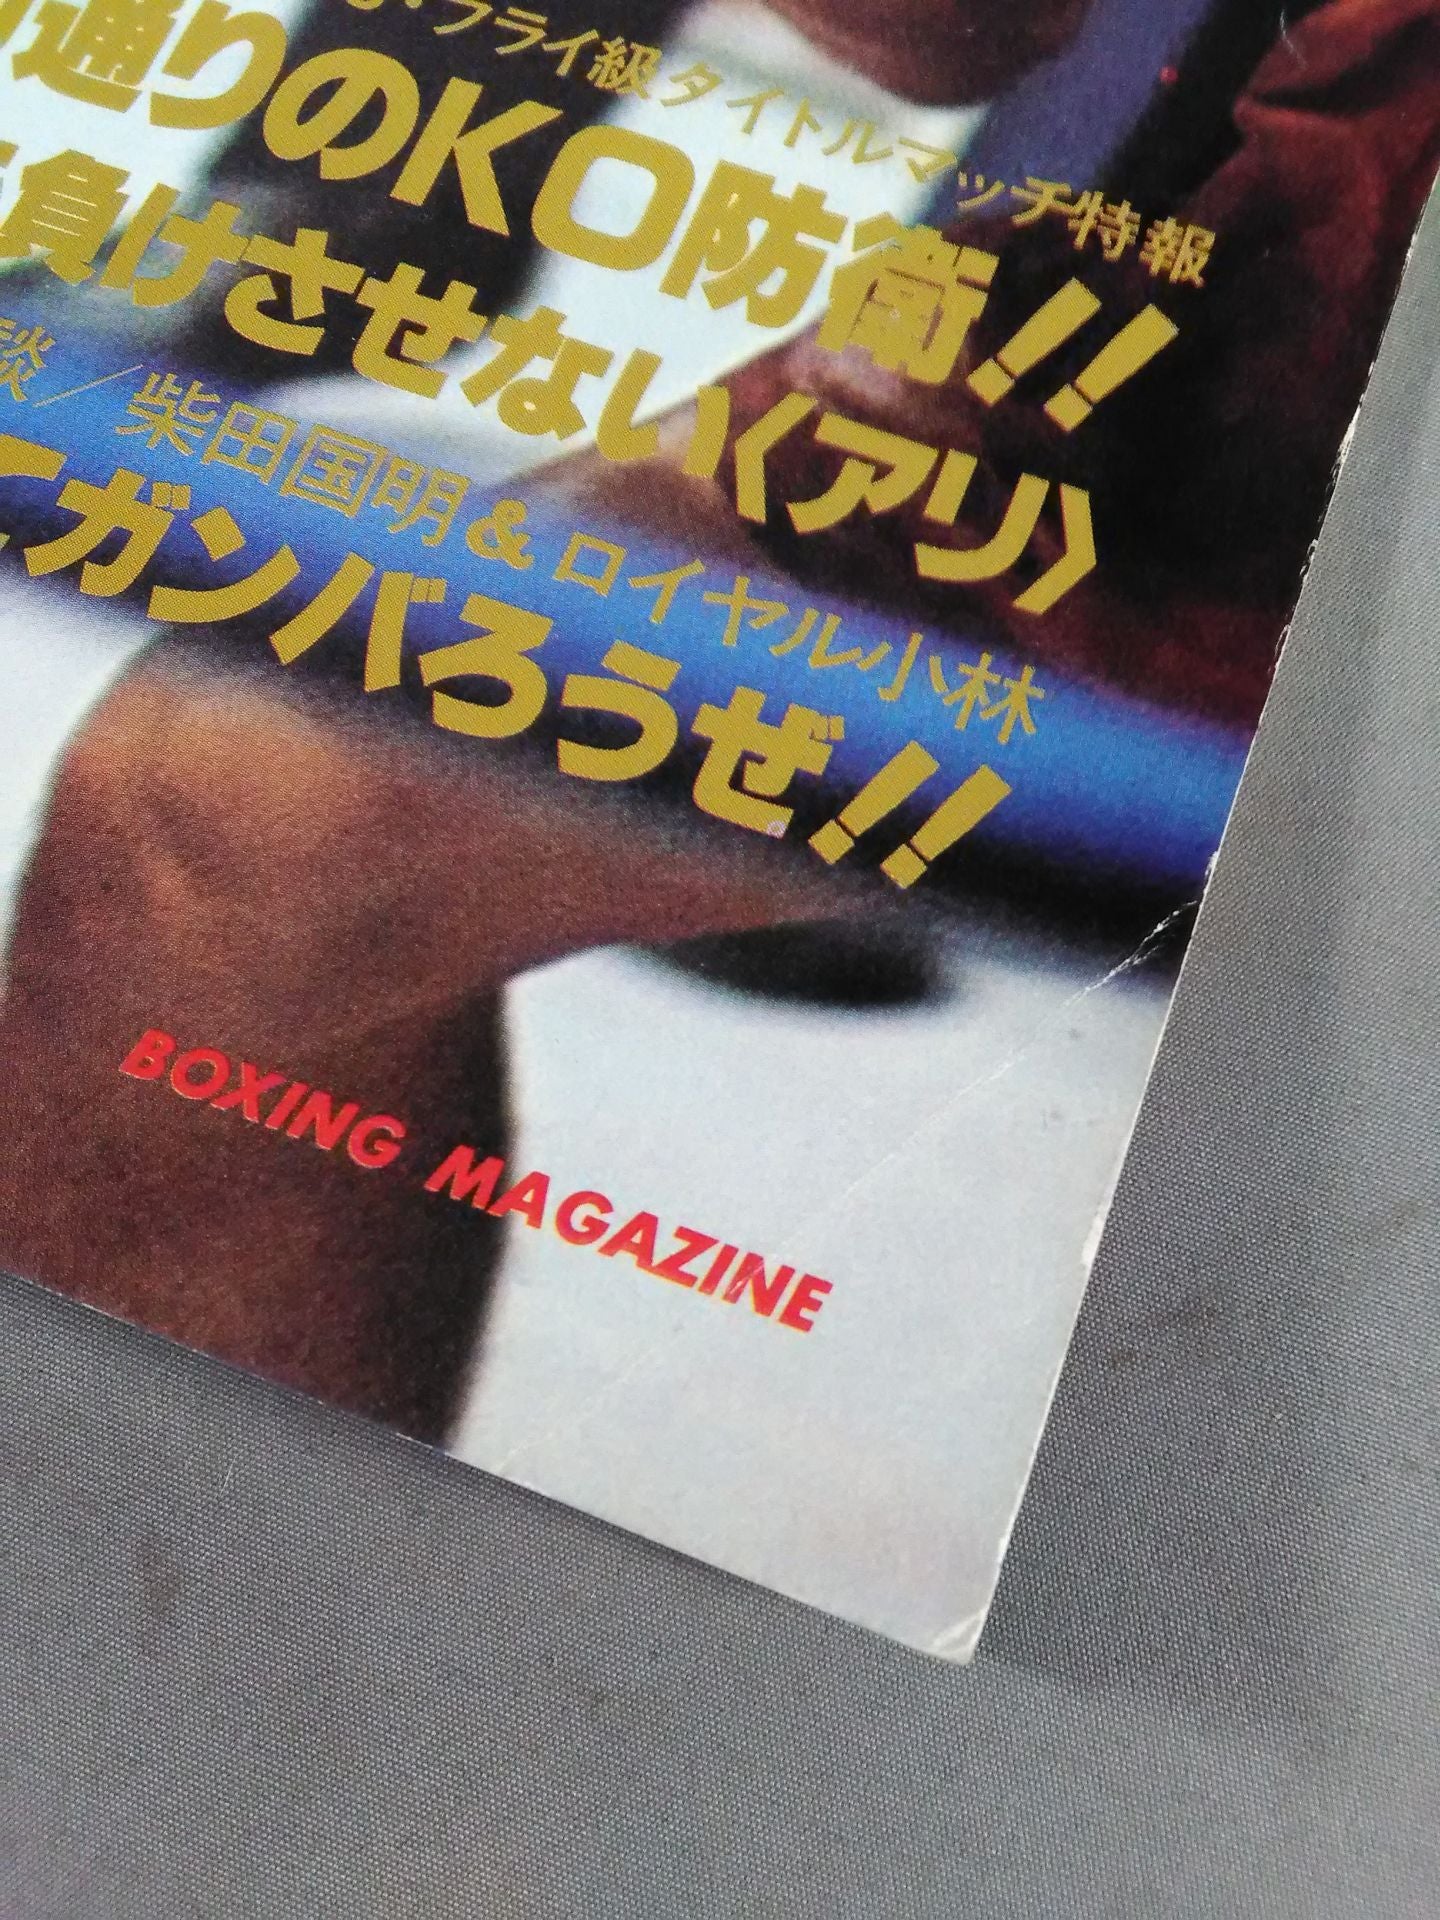 ・フライ級タイトルマッチ特報
通りのKO防衛!!
負けさせない〈アリ〉
談/柴田国明&ロイヤル小林
てガンバろうぜ!!
BOXING MAGAZINE